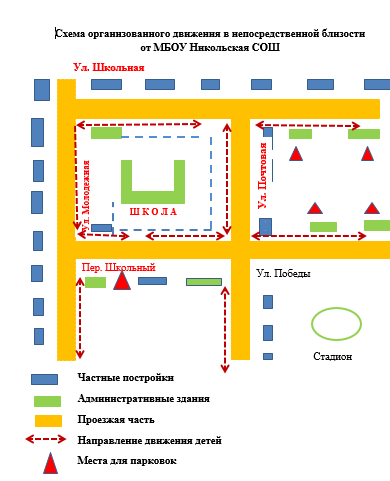 Схема организованного движения в непосредственной близости
от МБОУ Никольская СОШ
Ул. Школьная
Ул. Молодежная
Ул. Почтовая
ШКОЛА
Пер. Школьный
Ул. Победы
Стадион
Частные постройки
Административные здания
Проезжая часть
Направление движения детей
Места для парковок